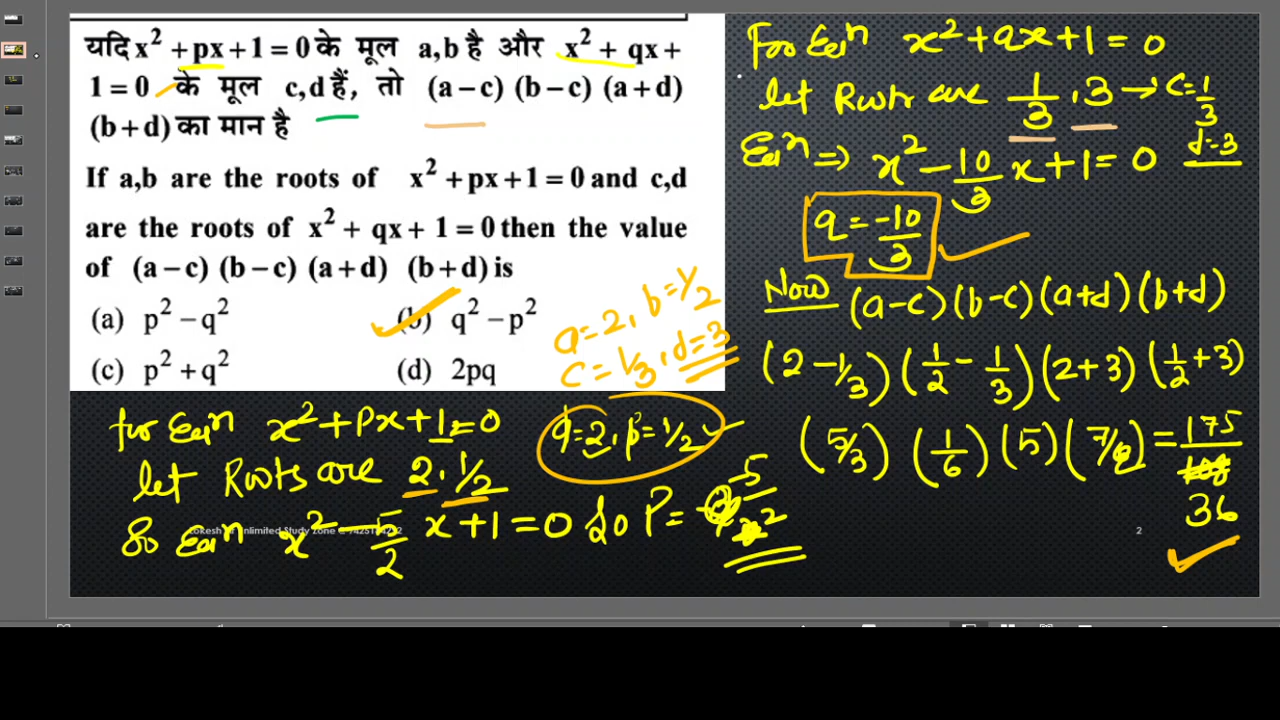 यदि x² + px + 1 = 0 के मूल a,b है और x² + qx +
1 = 0 के मूल c,d हैं, तो (a – c) (b – c) (a + d)
(b + d) का मान है
If a,b are the roots of x² + px + 1 = 0 and c,d
are the roots of x² + qx + 1 = 0 then the value
of (a – c) (b – c) (a + d) (b + d) is
(a) p² – q² (b) q² – p²
(c) p² + q² (d) 2pq
a=2, b=1/2
c=1/3, d=3
for Eqⁿ x²+Px+1=0
let Roots are 2, 1/2
α=2, β=1/2
So Eqⁿ x² – 5/2 x+1=0 So P= -5/2
For Eqⁿ x²+qx+1=0
let Roots are 1/3, 3 → c=1/3
d=3
Eqⁿ ⇒ x² – 10/3 x+1=0
q = -10/3
Now (a–c)(b–c)(a+d)(b+d)
(2–1/3)(1/2 – 1/3)(2+3)(1/2+3)
(5/3)(1/6)(5)(7/2) = 175/36
2